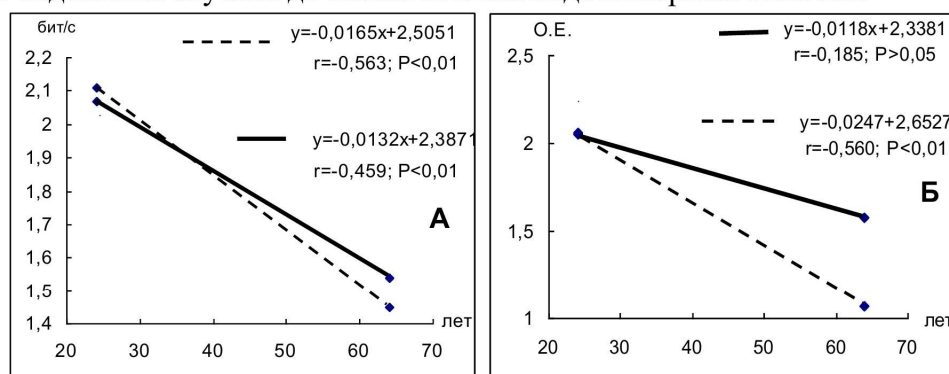 бит/с
y=-0,0165x+2,5051
r=-0,563; P<0,01
y=-0,0132x+2,3871
r=-0,459; P<0,01
А
2,2
2,1
2
1,9
1,8
1,7
1,6
1,5
1,4
20 30 40 50 60 70
лет
О.Е.
y=-0,0118x+2,3381
r=-0,185; P>0,05
y=-0,0247+2,6527
r=-0,560; P<0,01
Б
2,5
2
1,5
1
20 30 40 50 60 70
лет